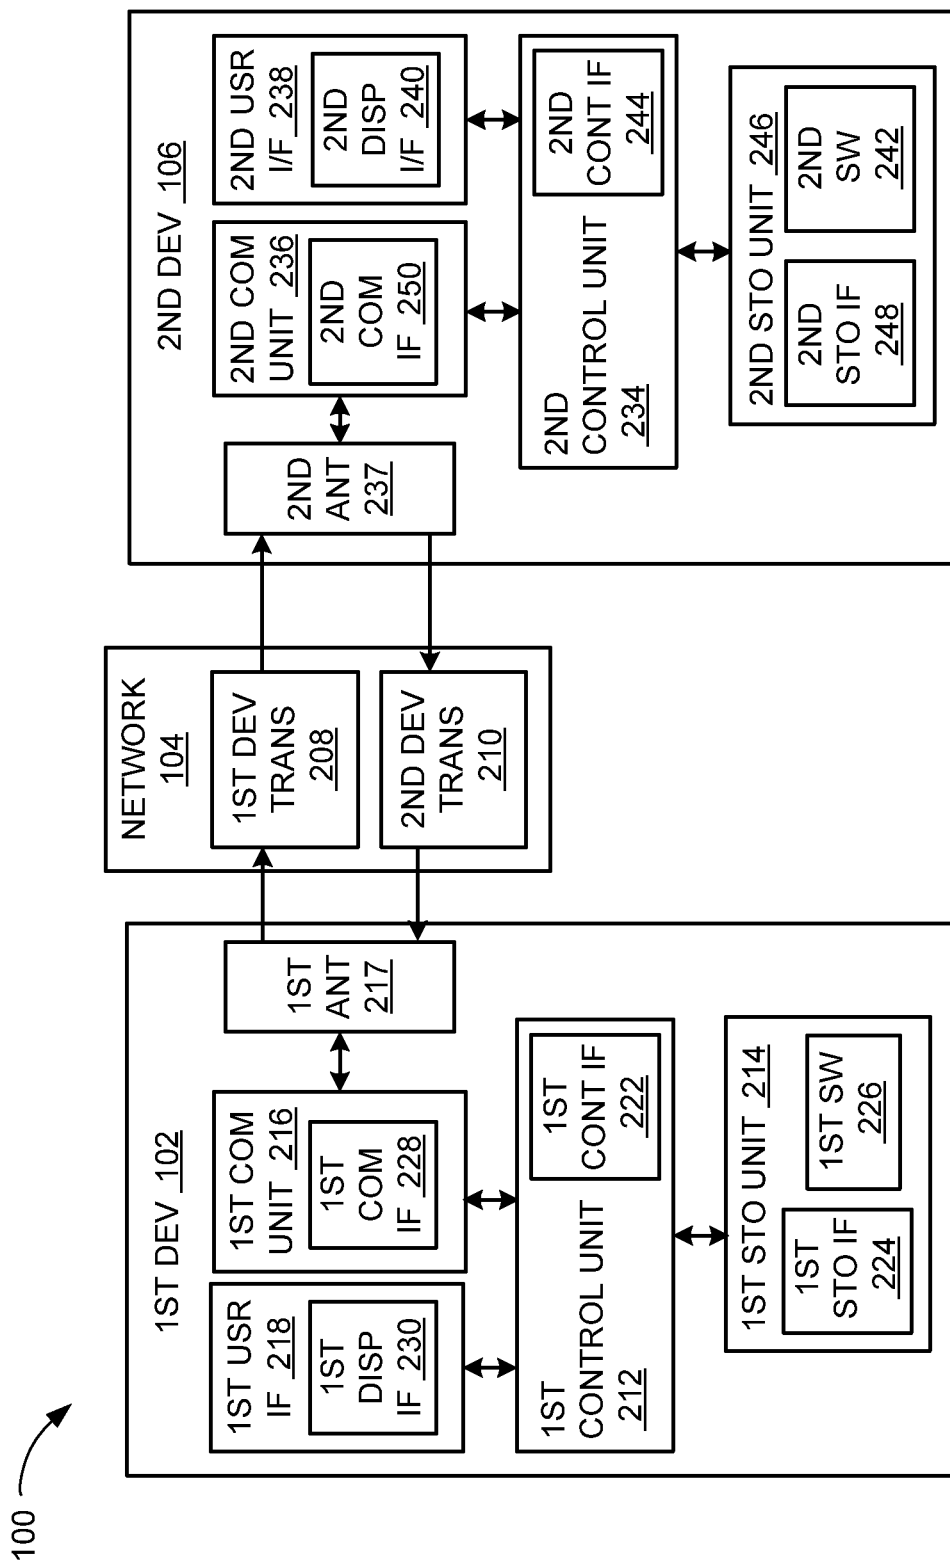 100
1ST DEV 102
1ST USR
IF 218
1ST
DISP
IF 230
1ST COM
UNIT 216
1ST
COM
IF 228
1ST
ANT
217
1ST
CONTROL UNIT
212
1ST
CONT IF
222
1ST STO UNIT 214
1ST
STO IF
224
1ST SW
226
NETWORK
104
1ST DEV
TRANS
208
2ND DEV
TRANS
210
2ND DEV 106
2ND ANT
237
2ND COM
UNIT 236
2ND
COM
IF 250
2ND USR
I/F 238
2ND
DISP
I/F 240
2ND
CONTROL UNIT
234
2ND
CONT IF
244
2ND STO UNIT 246
2ND
STO IF
248
2ND
SW
242